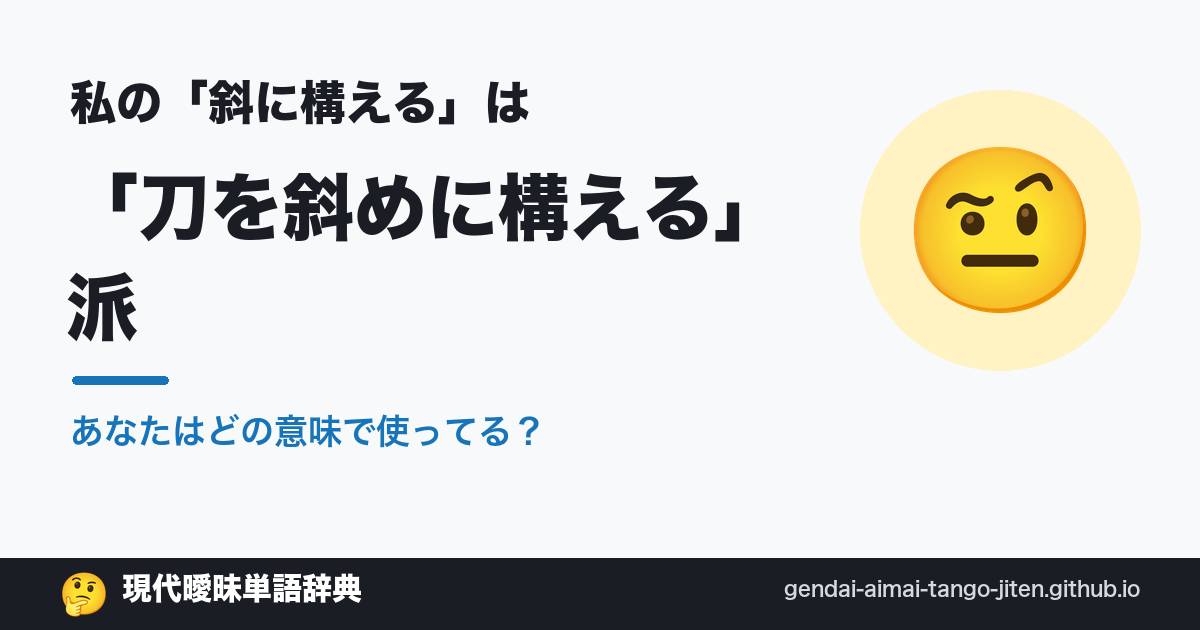 私の「斜に構える」は
「刀を斜めに構える」
派
あなたはどの意味で使ってる？
現代曖昧単語辞典
gendai-aimai-tango-jiten.github.io